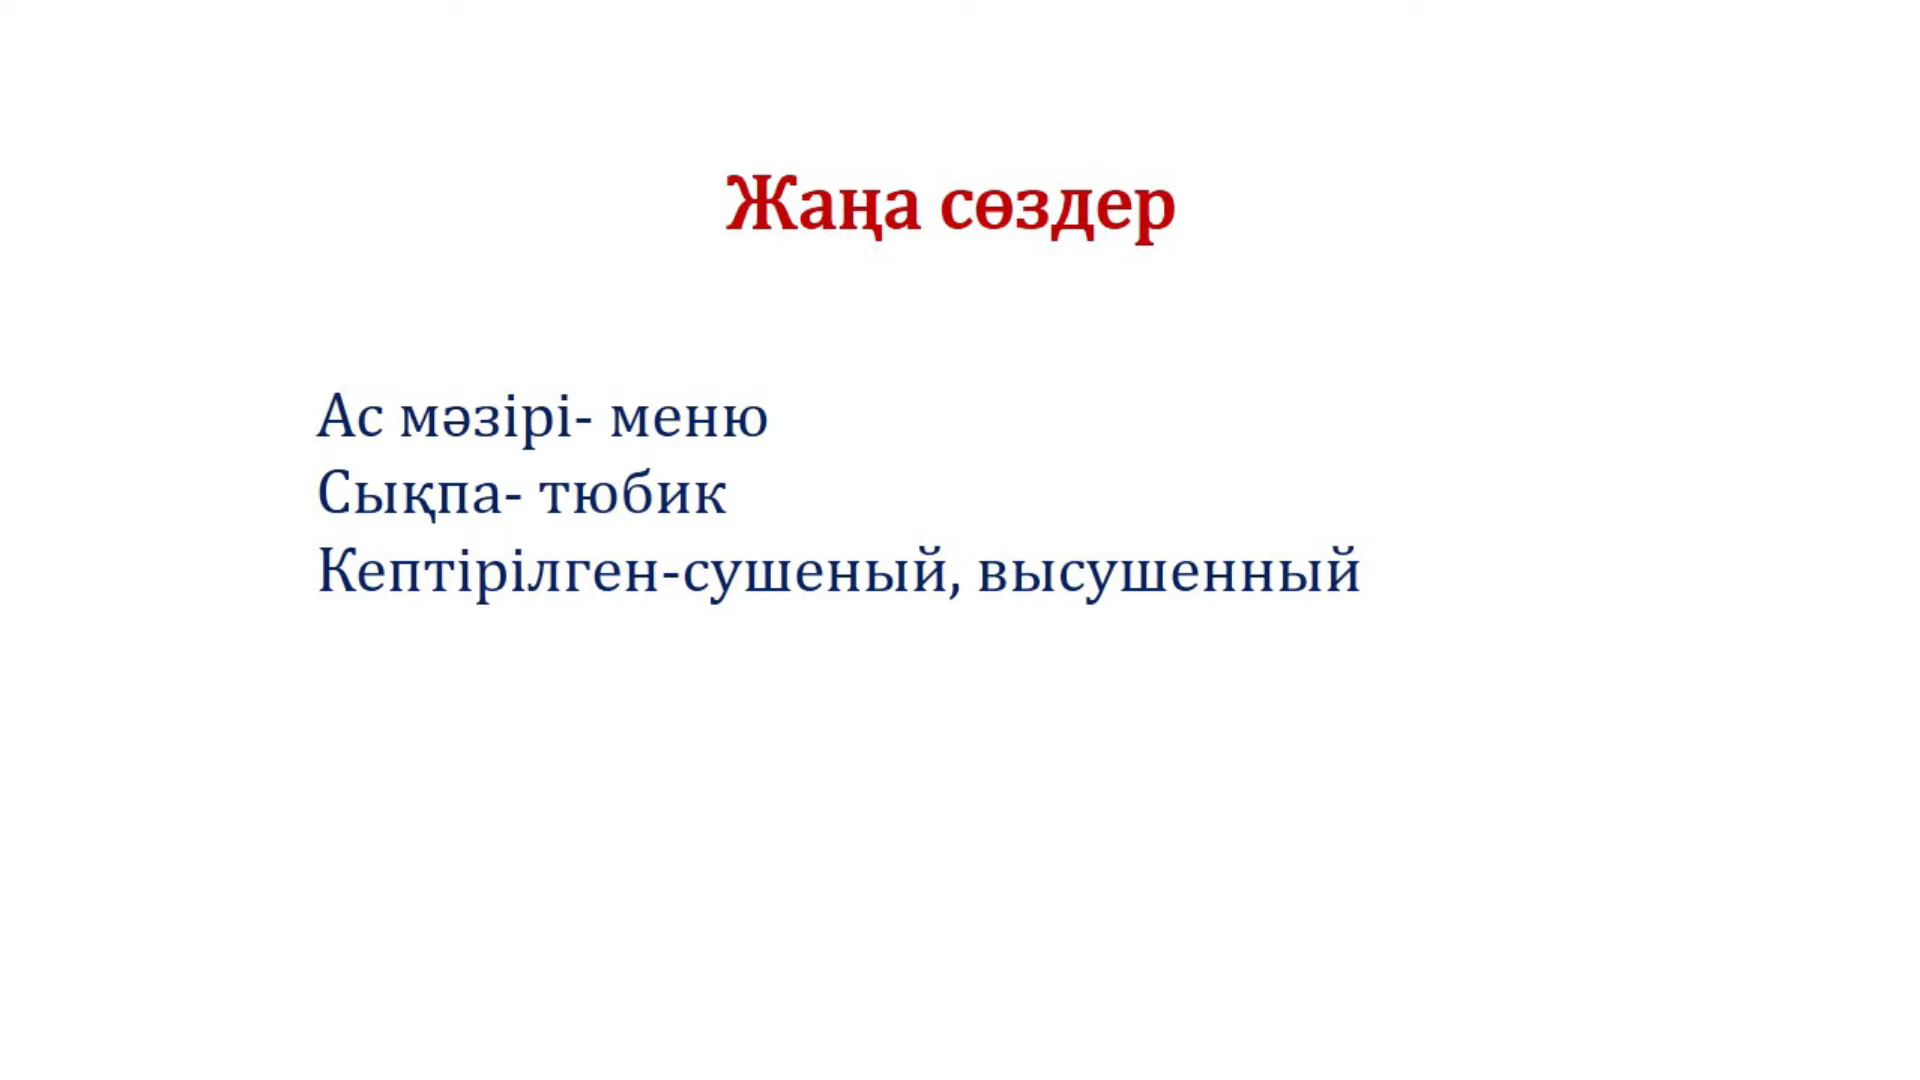 Жаңа сөздер
Ас мәзірі- меню
Сықпа- тюбик
Кептірілген-сушеный, высушенный